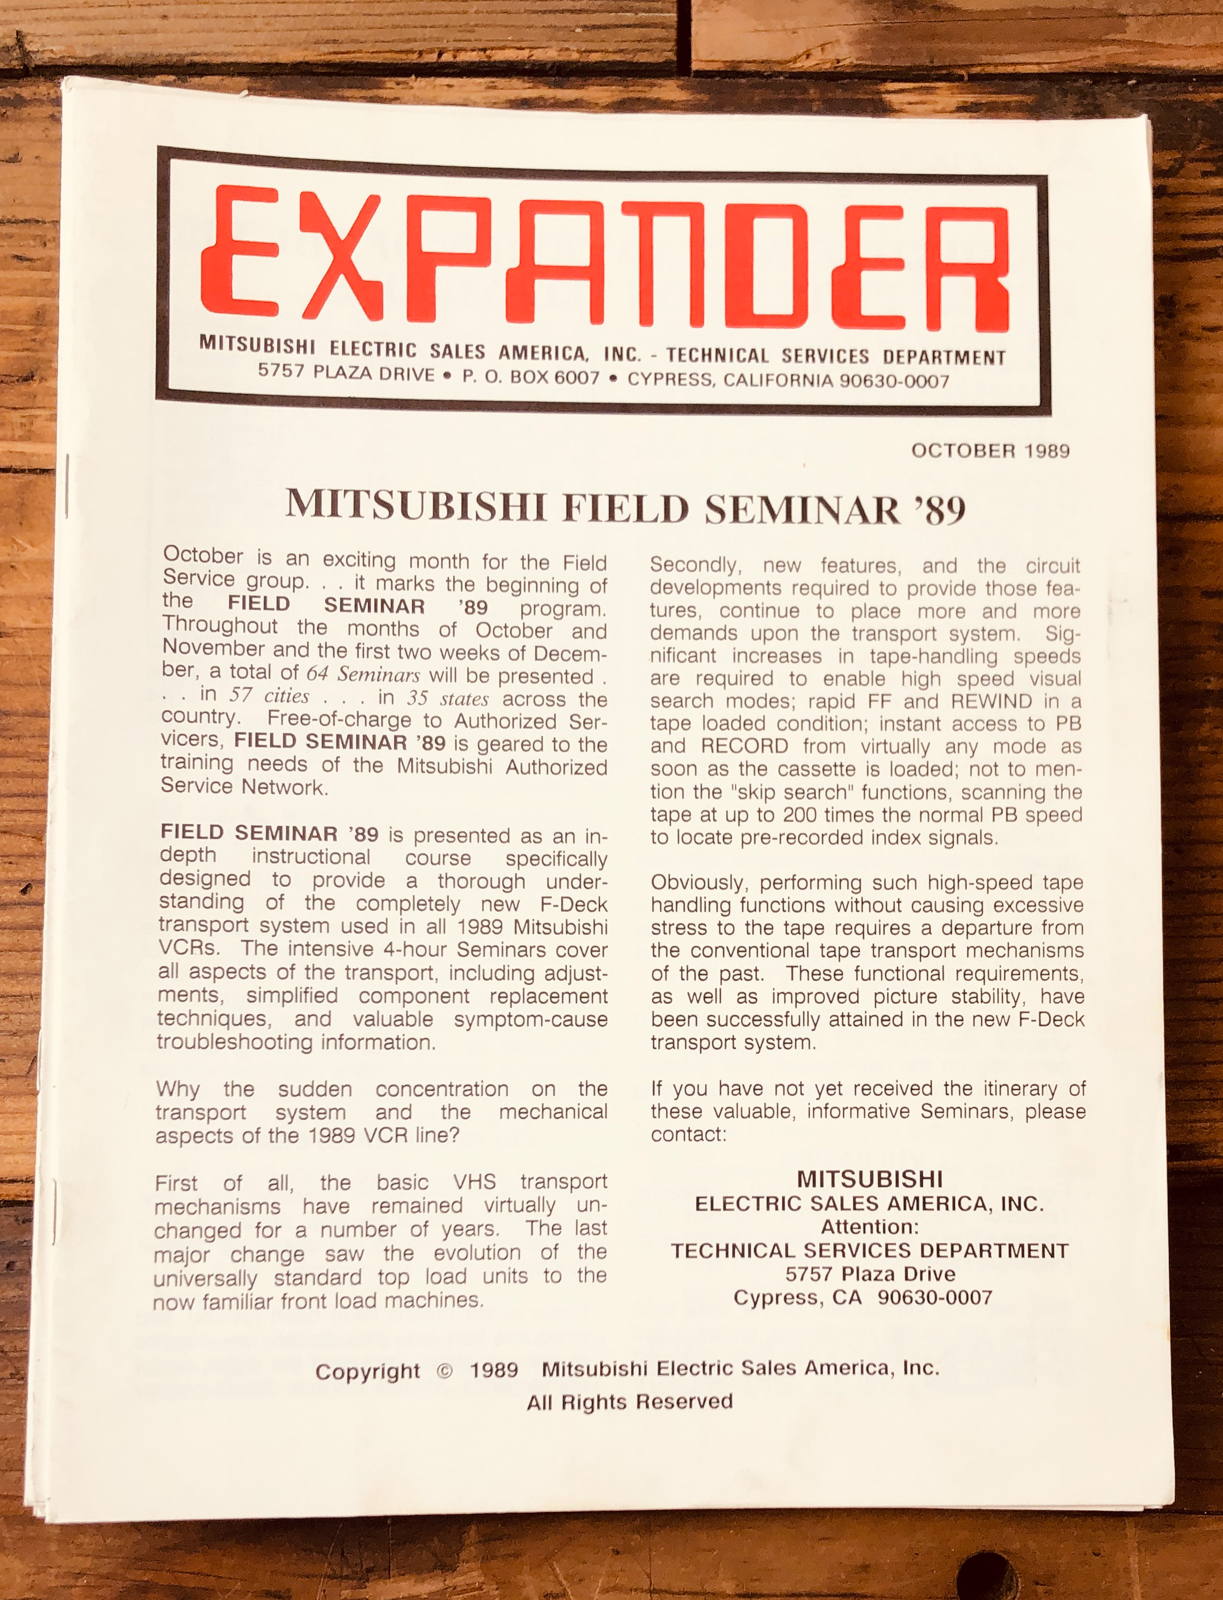 EXPANDER
MITSUBISHI ELECTRIC SALES AMERICA, INC. - TECHNICAL SERVICES DEPARTMENT
5757 PLAZA DRIVE • P. O. BOX 6007 • CYPRESS, CALIFORNIA 90630-0007
OCTOBER 1989
MITSUBISHI FIELD SEMINAR '89
October is an exciting month for the Field
Service group. . . it marks the beginning of
the FIELD SEMINAR '89 program.
Throughout the months of October and
November and the first two weeks of Decem-
ber, a total of 64 Seminars will be presented .
. . in 57 cities . . . in 35 states across the
country. Free-of-charge to Authorized Ser-
vicers, FIELD SEMINAR '89 is geared to the
training needs of the Mitsubishi Authorized
Service Network.
FIELD SEMINAR '89 is presented as an in-
depth instructional course specifically
designed to provide a thorough under-
standing of the completely new F-Deck
transport system used in all 1989 Mitsubishi
VCRs. The intensive 4-hour Seminars cover
all aspects of the transport, including adjust-
ments, simplified component replacement
techniques, and valuable symptom-cause
troubleshooting information.
Why the sudden concentration on the
transport system and the mechanical
aspects of the 1989 VCR line?
First of all, the basic VHS transport
mechanisms have remained virtually un-
changed for a number of years. The last
major change saw the evolution of the
universally standard top load units to the
now familiar front load machines.
Secondly, new features, and the circuit
developments required to provide those fea-
tures, continue to place more and more
demands upon the transport system. Sig-
nificant increases in tape-handling speeds
are required to enable high speed visual
search modes; rapid FF and REWIND in a
tape loaded condition; instant access to PB
and RECORD from virtually any mode as
soon as the cassette is loaded; not to men-
tion the "skip search" functions, scanning the
tape at up to 200 times the normal PB speed
to locate pre-recorded index signals.
Obviously, performing such high-speed tape
handling functions without causing excessive
stress to the tape requires a departure from
the conventional tape transport mechanisms
of the past. These functional requirements,
as well as improved picture stability, have
been successfully attained in the new F-Deck
transport system.
If you have not yet received the itinerary of
these valuable, informative Seminars, please
contact:
MITSUBISHI
ELECTRIC SALES AMERICA, INC.
Attention:
TECHNICAL SERVICES DEPARTMENT
5757 Plaza Drive
Cypress, CA 90630-0007
Copyright © 1989 Mitsubishi Electric Sales America, Inc.
All Rights Reserved